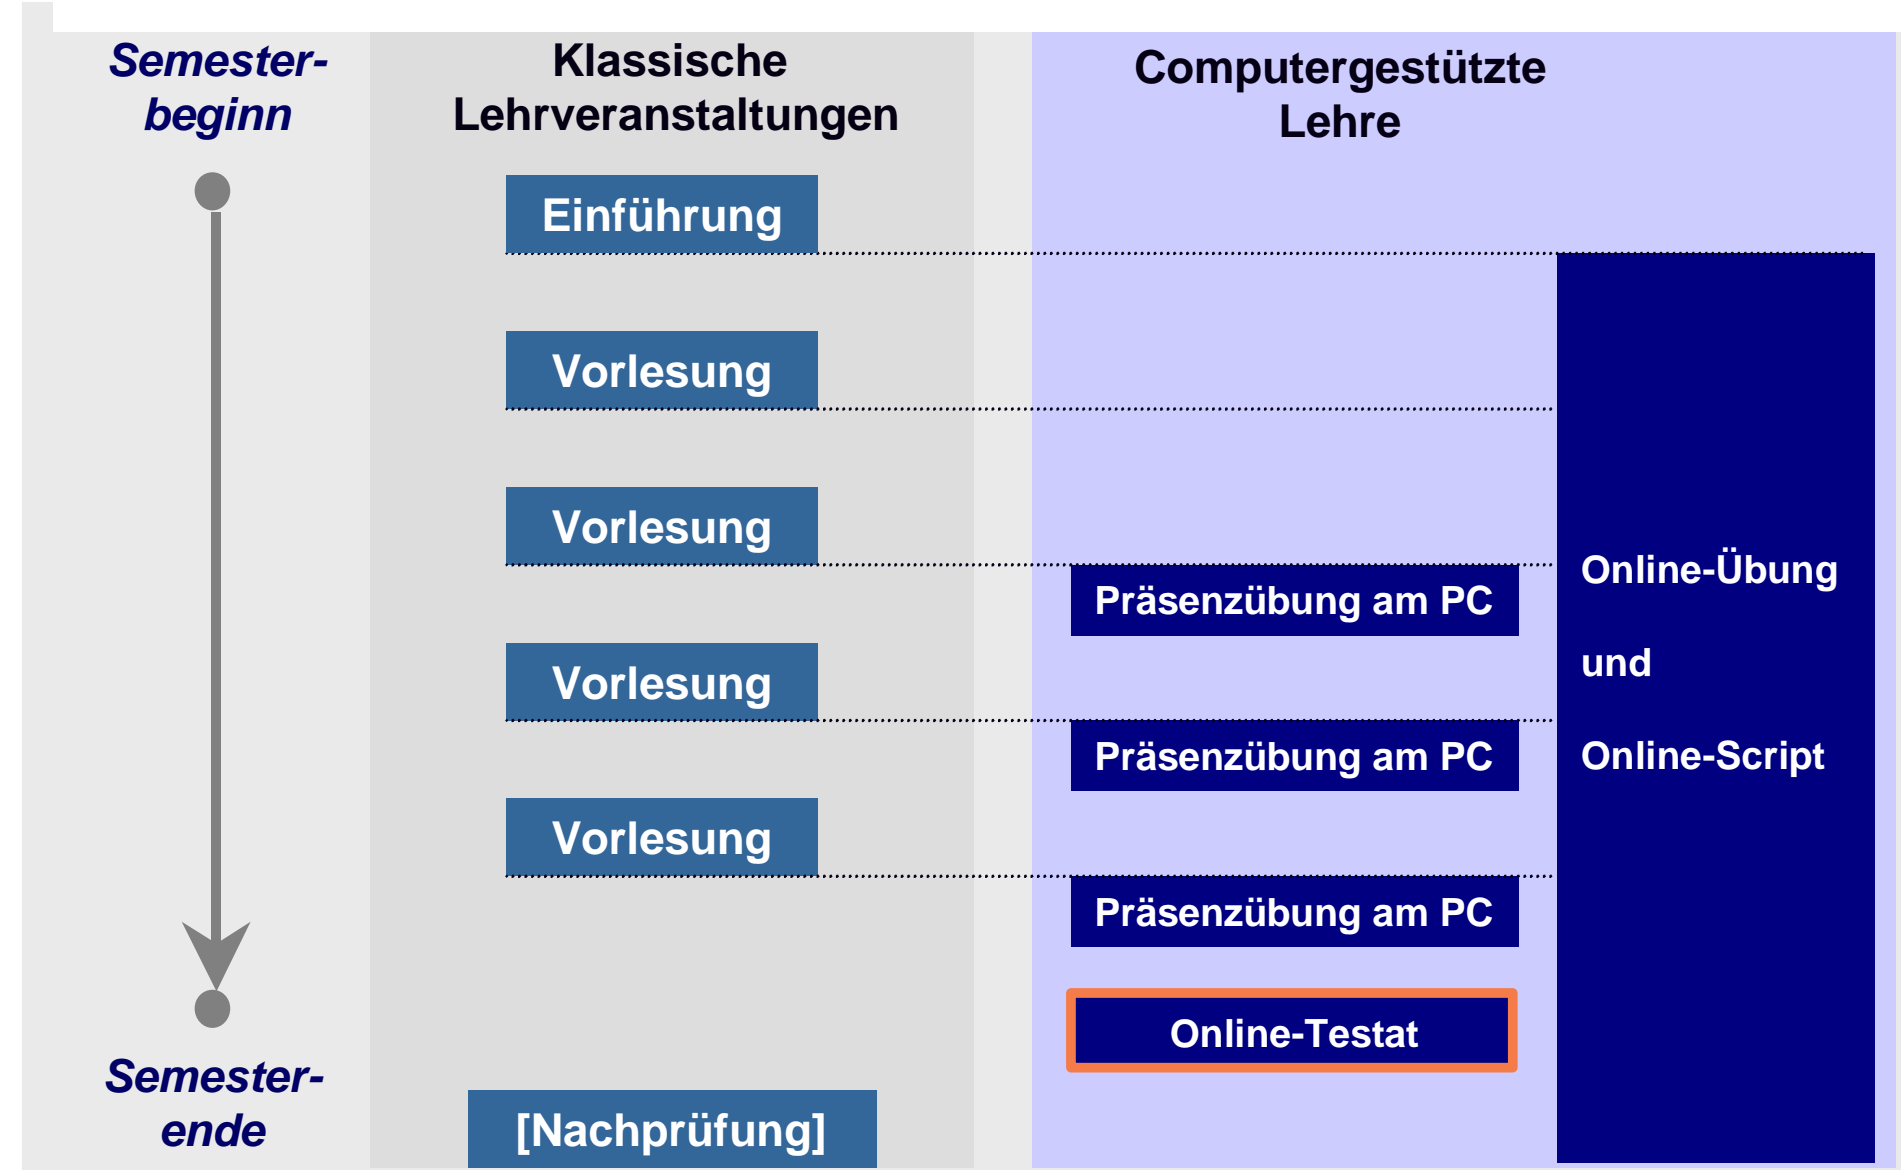 Semester-
beginn
Klassische
Lehrveranstaltungen
Computergestützte
Lehre
Einführung
Vorlesung
Vorlesung
Präsenzübung am PC
Vorlesung
Präsenzübung am PC
Vorlesung
Präsenzübung am PC
Online-Übung
und
Online-Script
Online-Testat
Semester-
ende
[Nachprüfung]